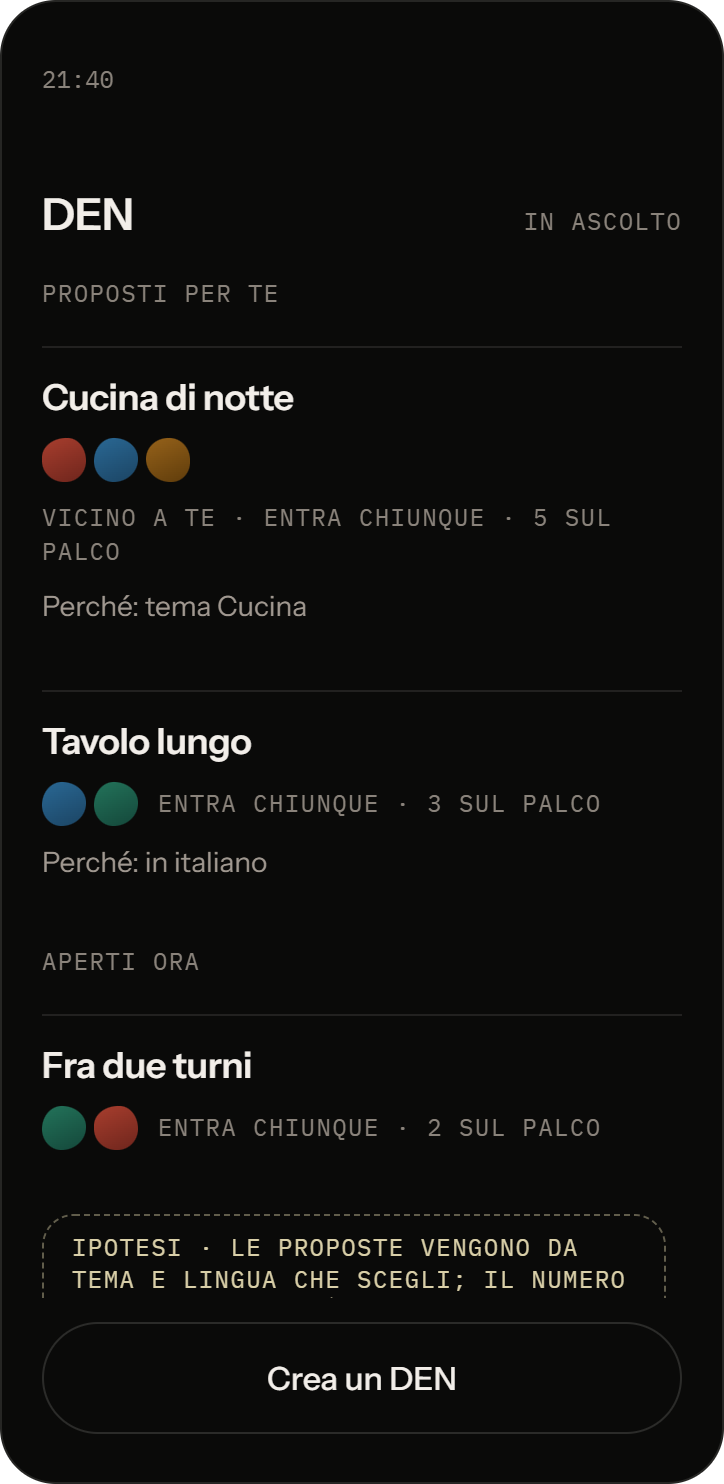 21:40
DEN
IN ASCOLTO
PROPOSTI PER TE
Cucina di notte
VICINO A TE · ENTRA CHIUNQUE · 5 SUL
PALCO
Perché: tema Cucina
Tavolo lungo
ENTRA CHIUNQUE · 3 SUL PALCO
Perché: in italiano
APERTI ORA
Fra due turni
ENTRA CHIUNQUE · 2 SUL PALCO
IPOTESI · LE PROPOSTE VENGONO DA
TEMA E LINGUA CHE SCEGLI; IL NUMERO
Crea un DEN